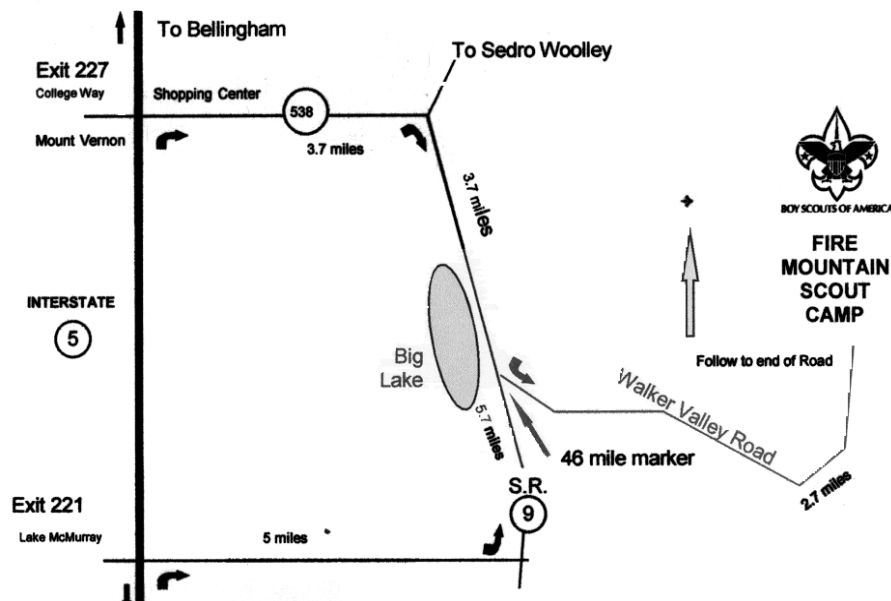 To Bellingham
To Sedro Woolley
Exit 227
College Way
Shopping Center
538
Mount Vernon
3.7 miles
3.7 miles
BOY SCOUTS OF AMERICA
FIRE
MOUNTAIN
SCOUT
CAMP
INTERSTATE
5
Big
Lake
Follow to end of Road
Walker Valley Road
5.7 miles
46 mile marker
2.7 miles
S.R.
9
Exit 221
Lake McMurray
5 miles